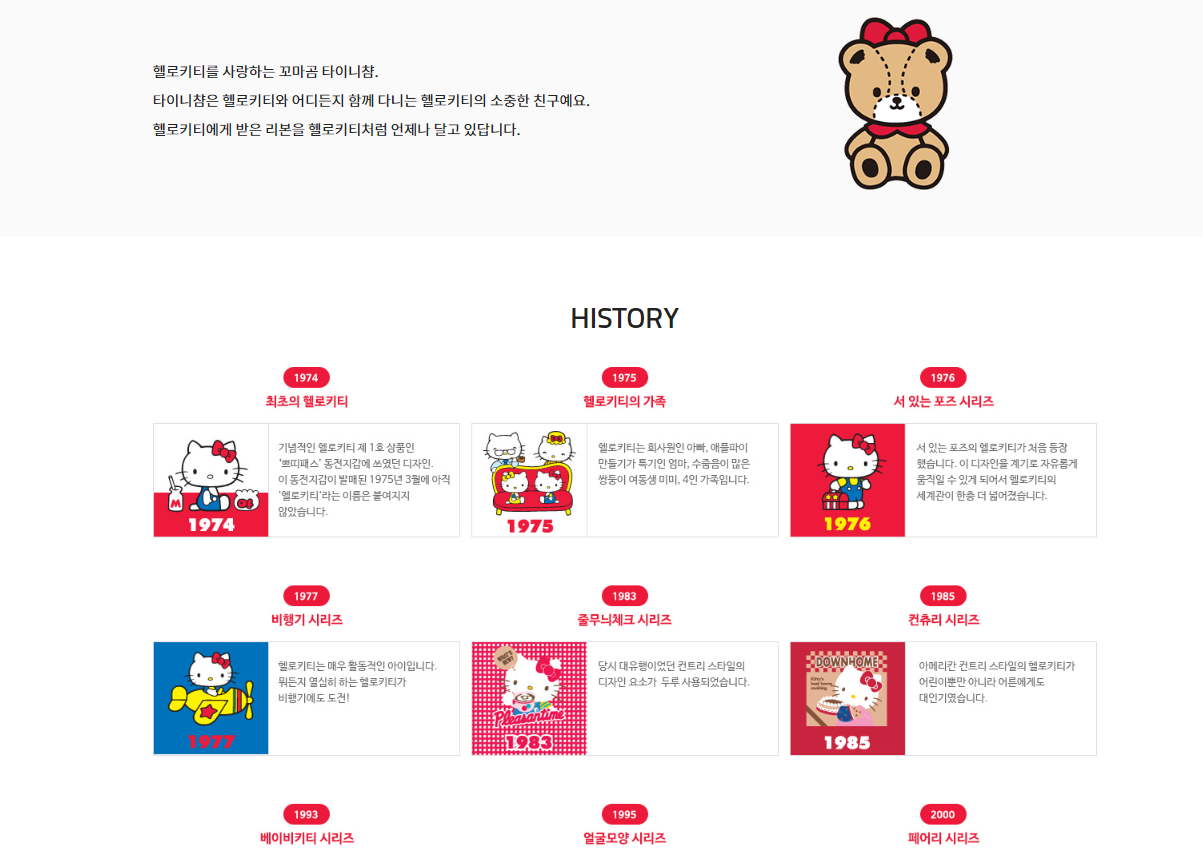 헬로키티를 사랑하는 꼬마곰 타이니챰.
타이니챰은 헬로키티와 어디든지 함께 다니는 헬로키티의 소중한 친구예요.
헬로키티에게 받은 리본을 헬로키티처럼 언제나 달고 있답니다.
HISTORY
1974
최초의 헬로키티
M
1974
기념적인 헬로키티 제 1호 상품인
‘쁘띠패스’ 동전지갑에 쓰였던 디자인.
이 동전지갑이 발매된 1975년 3월에 아직
‘헬로키티’라는 이름은 붙여지지
않았습니다.
1975
헬로키티의 가족
1975
헬로키티는 회사원인 아빠, 애플파이
만들기가 특기인 엄마, 수줍음이 많은
쌍둥이 여동생 미미, 4인 가족입니다.
1976
서 있는 포즈 시리즈
1976
서 있는 포즈의 헬로키티가 처음 등장
했습니다. 이 디자인을 계기로 자유롭게
움직일 수 있게 되어서 헬로키티의
세계관이 한층 더 넓어졌습니다.
1977
비행기 시리즈
1977
헬로키티는 매우 활동적인 아이입니다.
뭐든지 열심히 하는 헬로키티가
비행기에도 도전!
1983
줄무늬체크 시리즈
Pleasantime
1983
당시 대유행이었던 컨트리 스타일의
디자인 요소가 두루 사용되었습니다.
1985
컨츄리 시리즈
DOWNHOME
Kitty's
best home
cooking
1985
아메리칸 컨트리 스타일의 헬로키티가
어린이뿐만 아니라 어른에게도
대인기였습니다.
1993
베이비키티 시리즈
1995
얼굴모양 시리즈
2000
페어리 시리즈